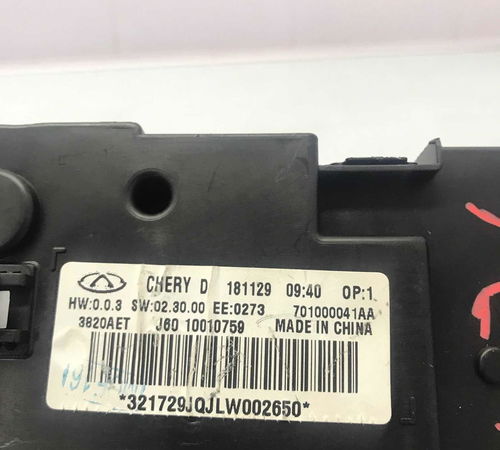 CHERY D 181129 09:40 OP:1
HW:0.0.3 SW:02.30.00 EE:0273 701000041AA
3820AET J60 10010759 MADE IN CHINA
*321729JQJLW002650*